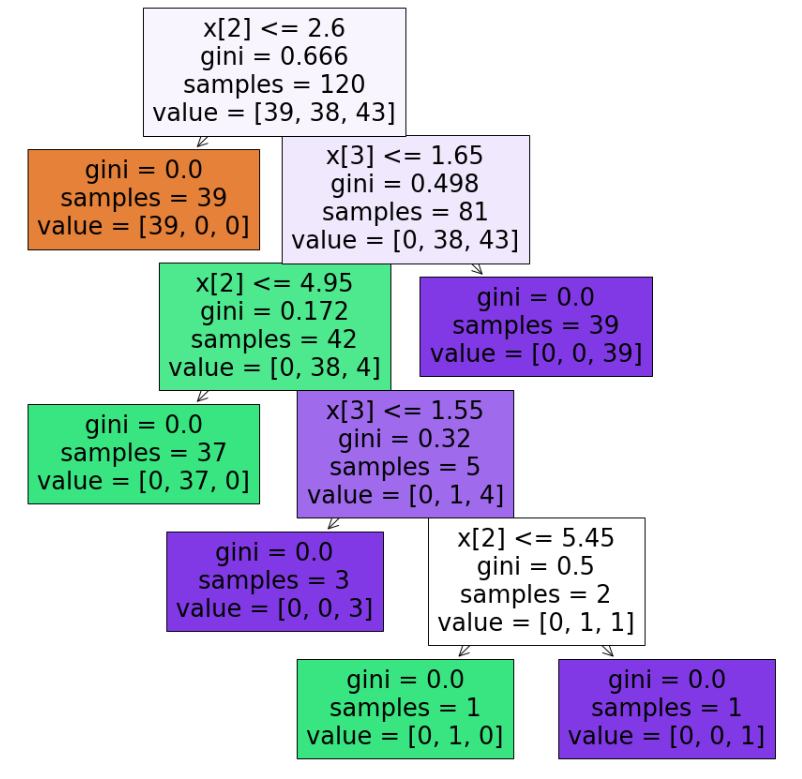 x[2] <= 2.6
gini = 0.666
samples = 120
value = [39, 38, 43]
gini = 0.0
samples = 39
value = [39, 0, 0]
x[3] <= 1.65
gini = 0.498
samples = 81
value = [0, 38, 43]
x[2] <= 4.95
gini = 0.172
samples = 42
value = [0, 38, 4]
gini = 0.0
samples = 39
value = [0, 0, 39]
gini = 0.0
samples = 37
value = [0, 37, 0]
x[3] <= 1.55
gini = 0.32
samples = 5
value = [0, 1, 4]
gini = 0.0
samples = 3
value = [0, 0, 3]
x[2] <= 5.45
gini = 0.5
samples = 2
value = [0, 1, 1]
gini = 0.0
samples = 1
value = [0, 1, 0]
gini = 0.0
samples = 1
value = [0, 0, 1]